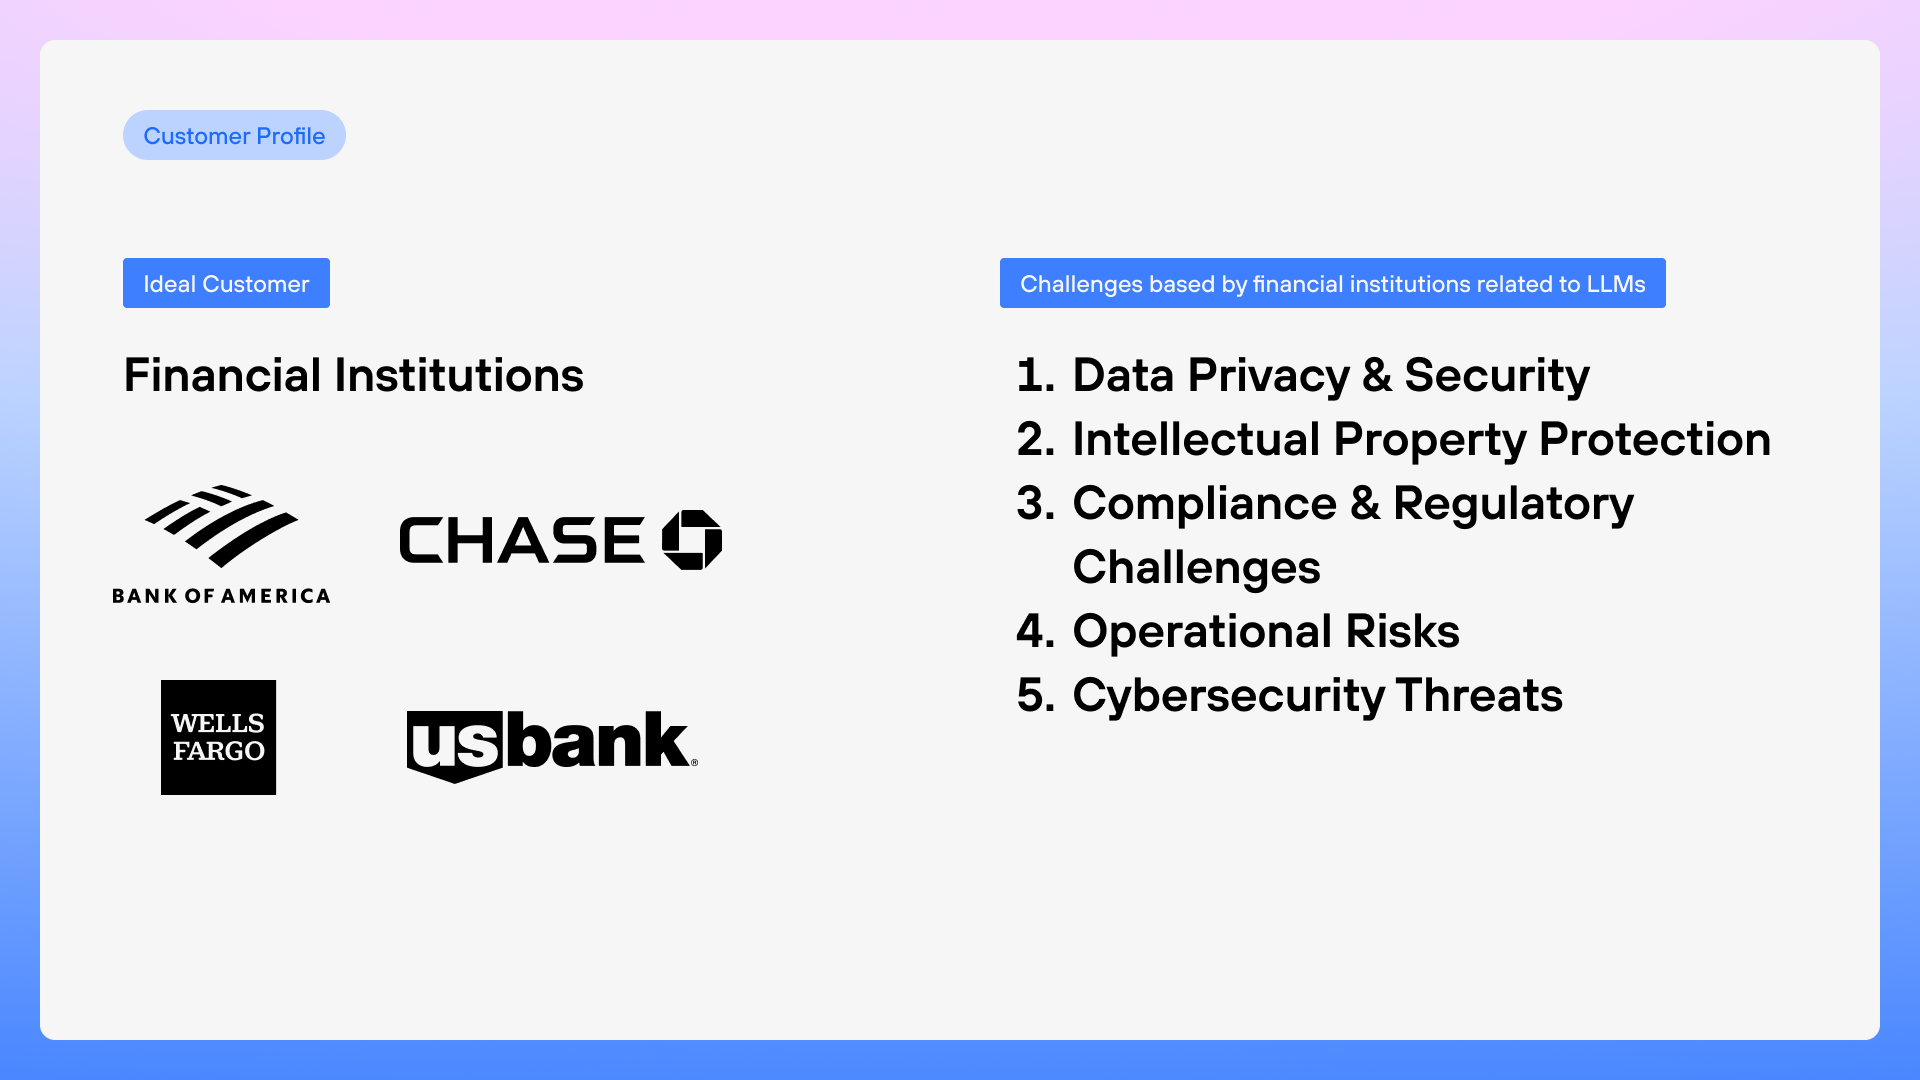 Customer Profile
Ideal Customer
Financial Institutions
BANK OF AMERICA
CHASE
WELLS
FARGO
usbank®
Challenges based by financial institutions related to LLMs
1. Data Privacy & Security
2. Intellectual Property Protection
3. Compliance & Regulatory
Challenges
4. Operational Risks
5. Cybersecurity Threats